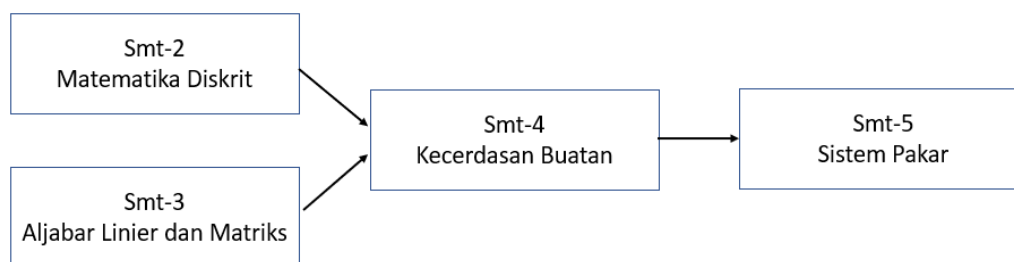 Smt-2
Matematika Diskrit
Smt-3
Aljabar Linier dan Matriks
Smt-4
Kecerdasan Buatan
Smt-5
Sistem Pakar